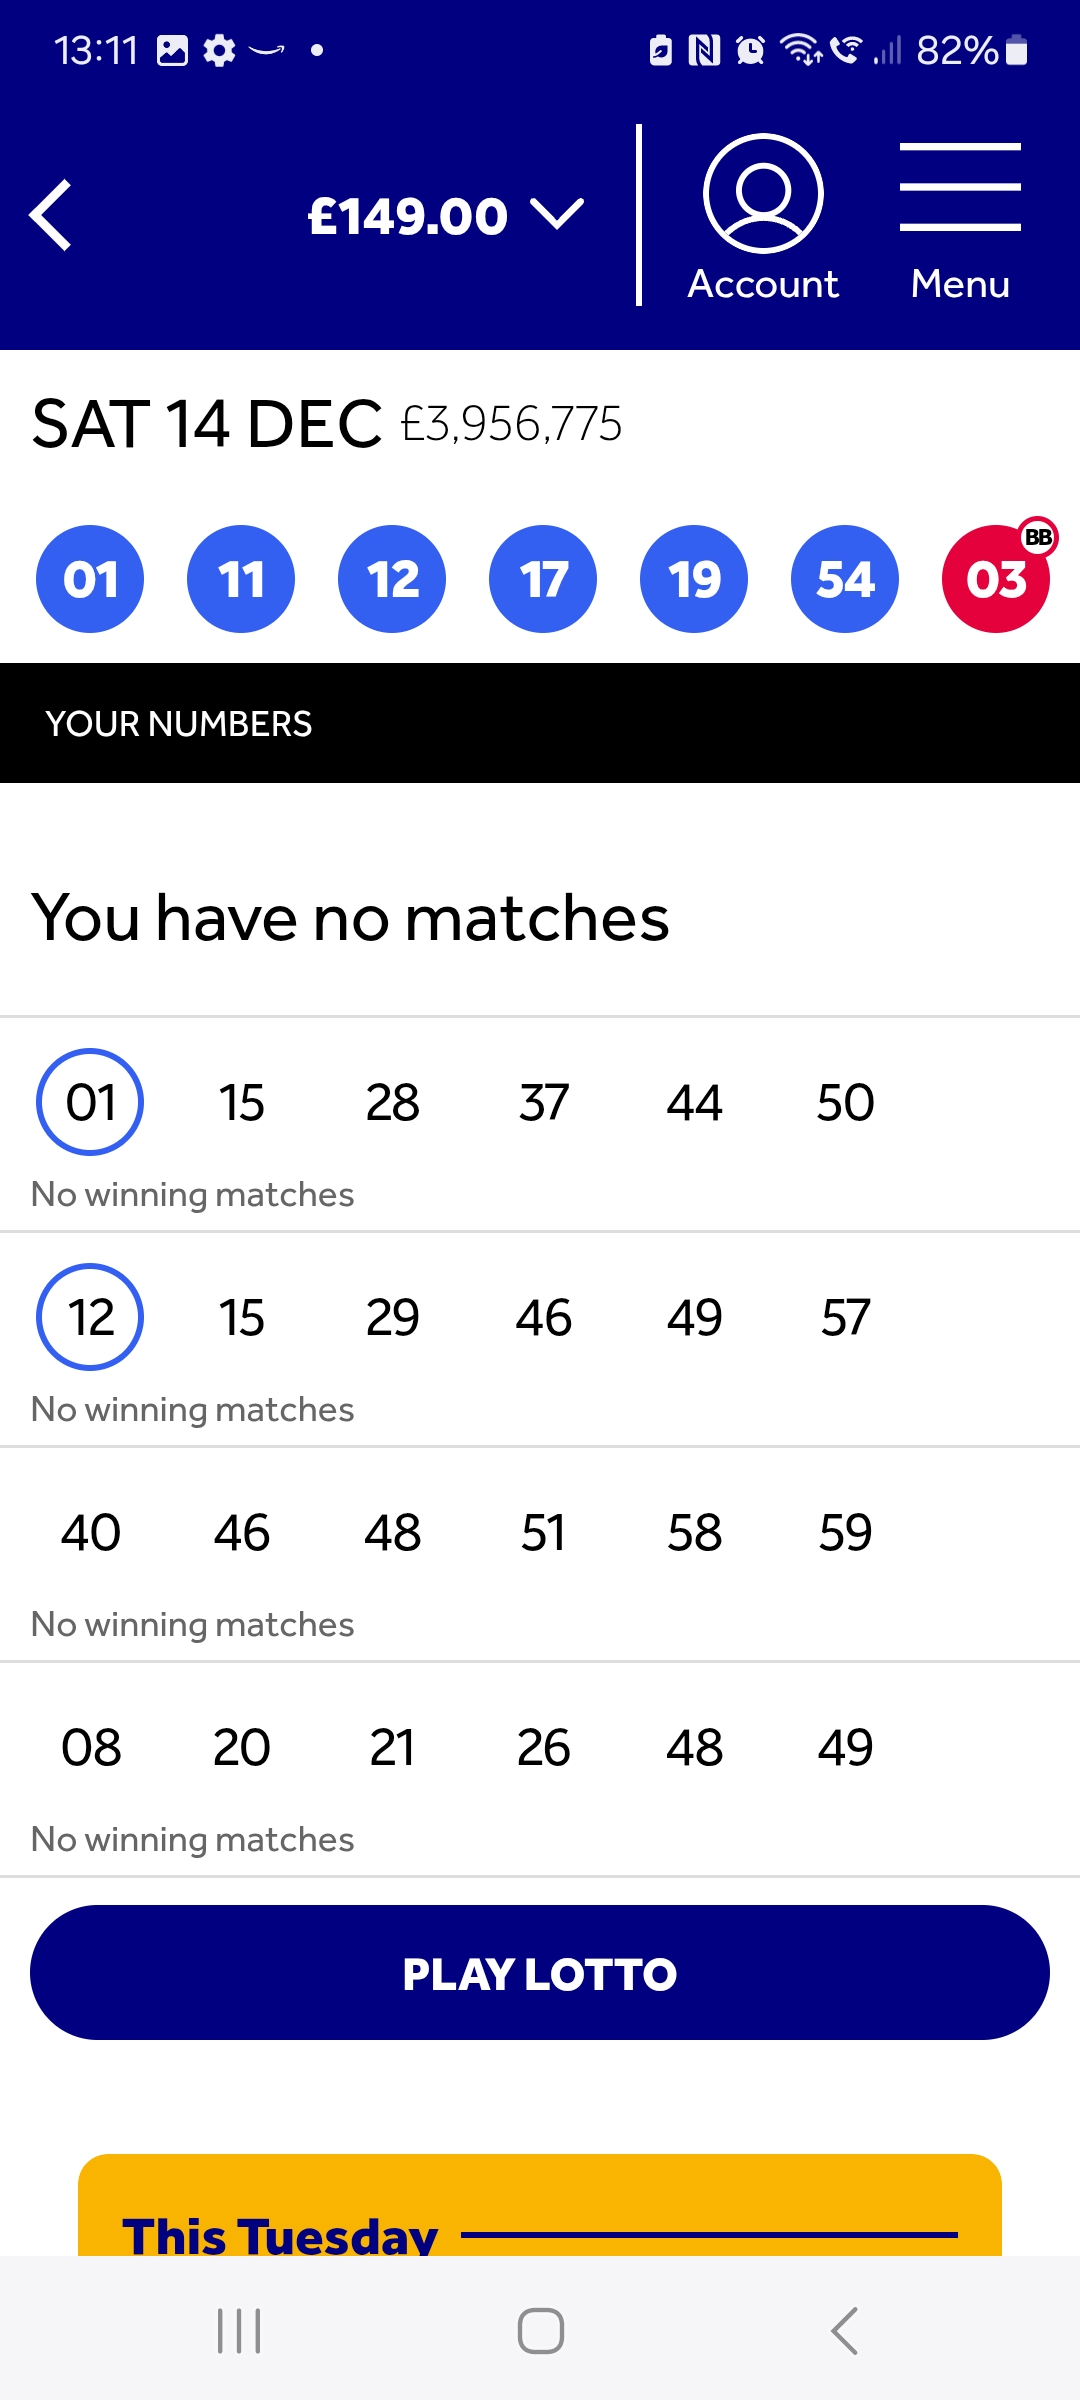 13:11 82%
£149.00
Account Menu
SAT 14 DEC £3,956,775
01 11 12 17 19 54 03 BB
YOUR NUMBERS
You have no matches
01 15 28 37 44 50
No winning matches
12 15 29 46 49 57
No winning matches
40 46 48 51 58 59
No winning matches
08 20 21 26 48 49
No winning matches
PLAY LOTTO
This Tuesday